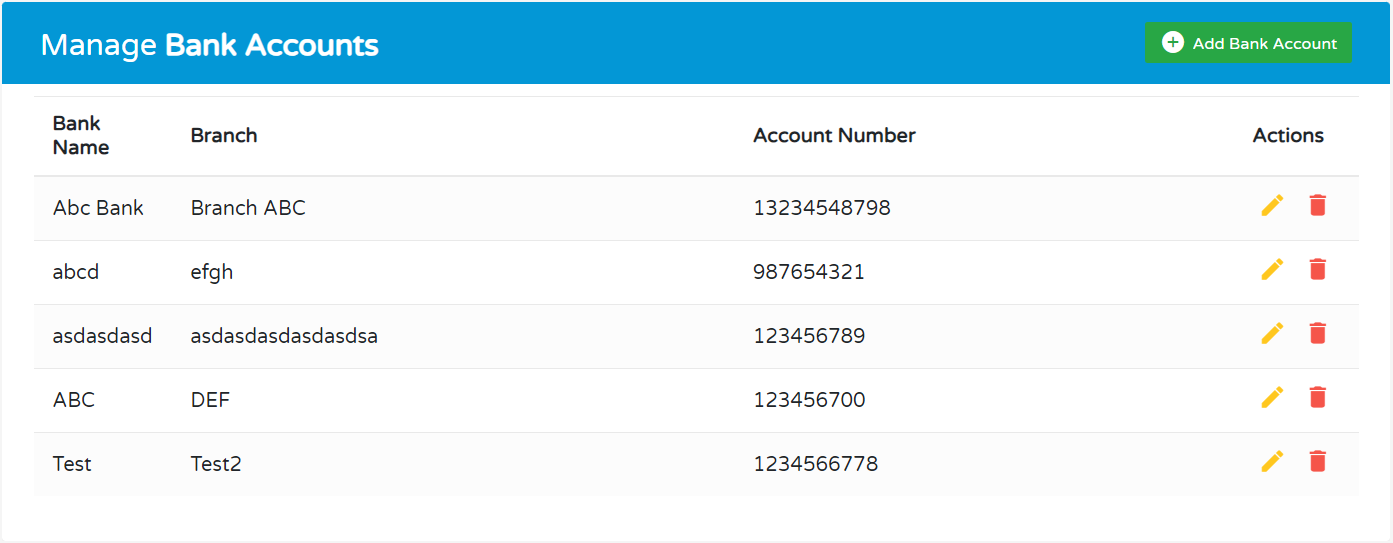 Manage Bank Accounts
Add Bank Account
Bank Name Branch Account Number Actions
Abc Bank Branch ABC 13234548798
abcd efgh 987654321
asdasdasd asdasdasdasdasdsa 123456789
ABC DEF 123456700
Test Test2 1234566778